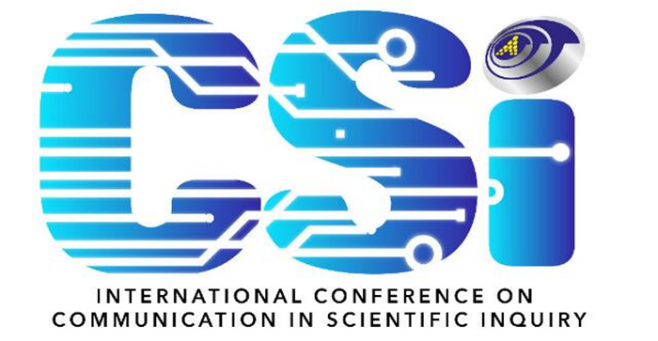 CSi
INTERNATIONAL CONFERENCE ON
COMMUNICATION IN SCIENTIFIC INQUIRY